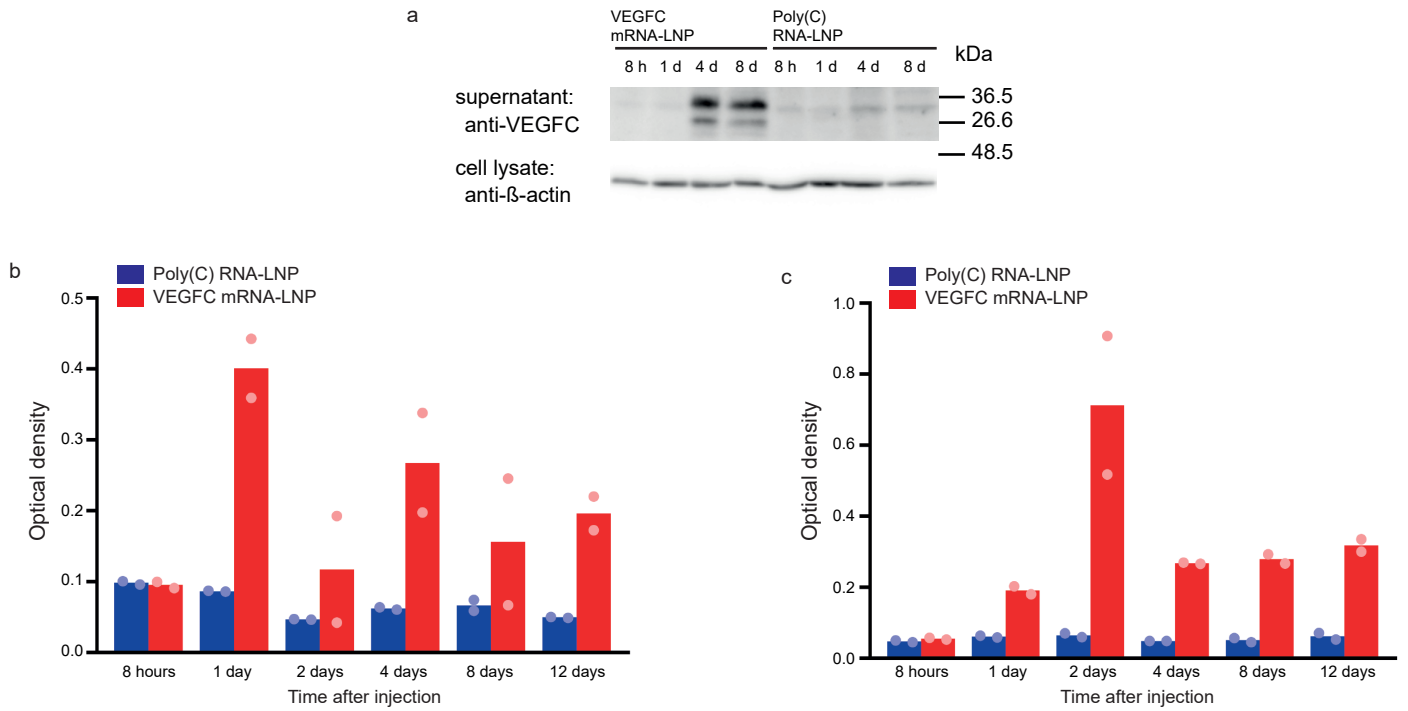 a
VEGFC
mRNA-LNP
Poly(C)
RNA-LNP
kDa
8 h 1 d 4 d 8 d 8 h 1 d 4 d 8 d
supernatant:
anti-VEGFC
36.5
26.6
48.5
cell lysate:
anti-ß-actin
b
Poly(C) RNA-LNP
VEGFC mRNA-LNP
0.5
0.4
0.3
0.2
0.1
0.0
Optical density
8 hours 1 day 2 days 4 days 8 days 12 days
Time after injection
c
Poly(C) RNA-LNP
VEGFC mRNA-LNP
1.0
0.8
0.6
0.4
0.2
0.0
Optical density
8 hours 1 day 2 days 4 days 8 days 12 days
Time after injection